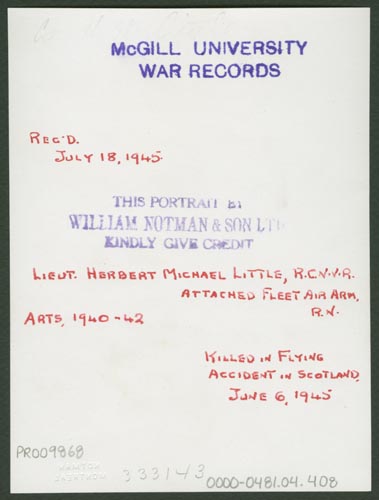 McGILL UNIVERSITY
WAR RECORDS
REC'D.
JULY 18, 1945.
THIS PORTRAIT BY
WILLIAM NOTMAN & SON LTD
KINDLY GIVE CREDIT
LIEUT. HERBERT MICHAEL LITTLE, R.C.N.V.R.
ATTACHED FLEET AIR ARM,
R.N.
ARTS, 1940-42
KILLED IN FLYING
ACCIDENT IN SCOTLAND,
JUNE 6, 1945
PR009868
333143
0000-0481.04.408